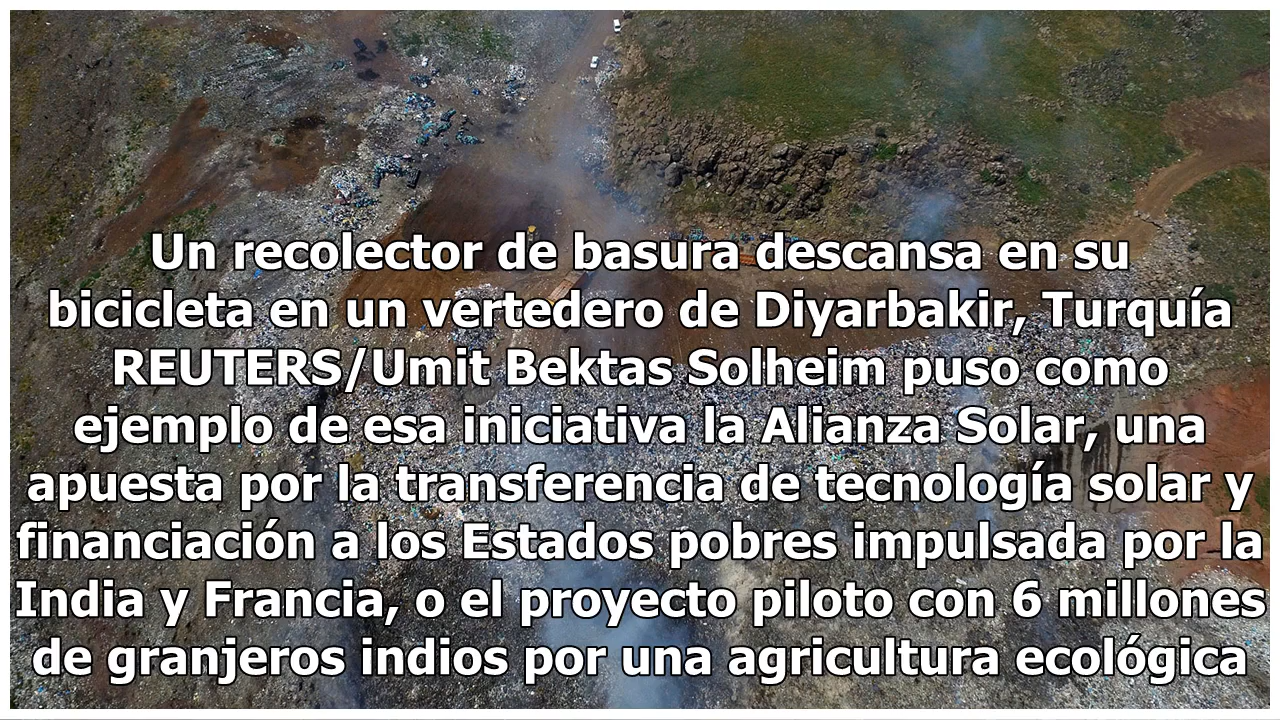 Un recolector de basura descansa en su
bicicleta en un vertedero de Diyarbakir, Turquía
REUTERS/Umit Bektas Solheim puso como
ejemplo de esa iniciativa la Alianza Solar, una
apuesta por la transferencia de tecnología solar y
financiación a los Estados pobres impulsada por la
India y Francia, o el proyecto piloto con 6 millones
de granjeros indios por una agricultura ecológica